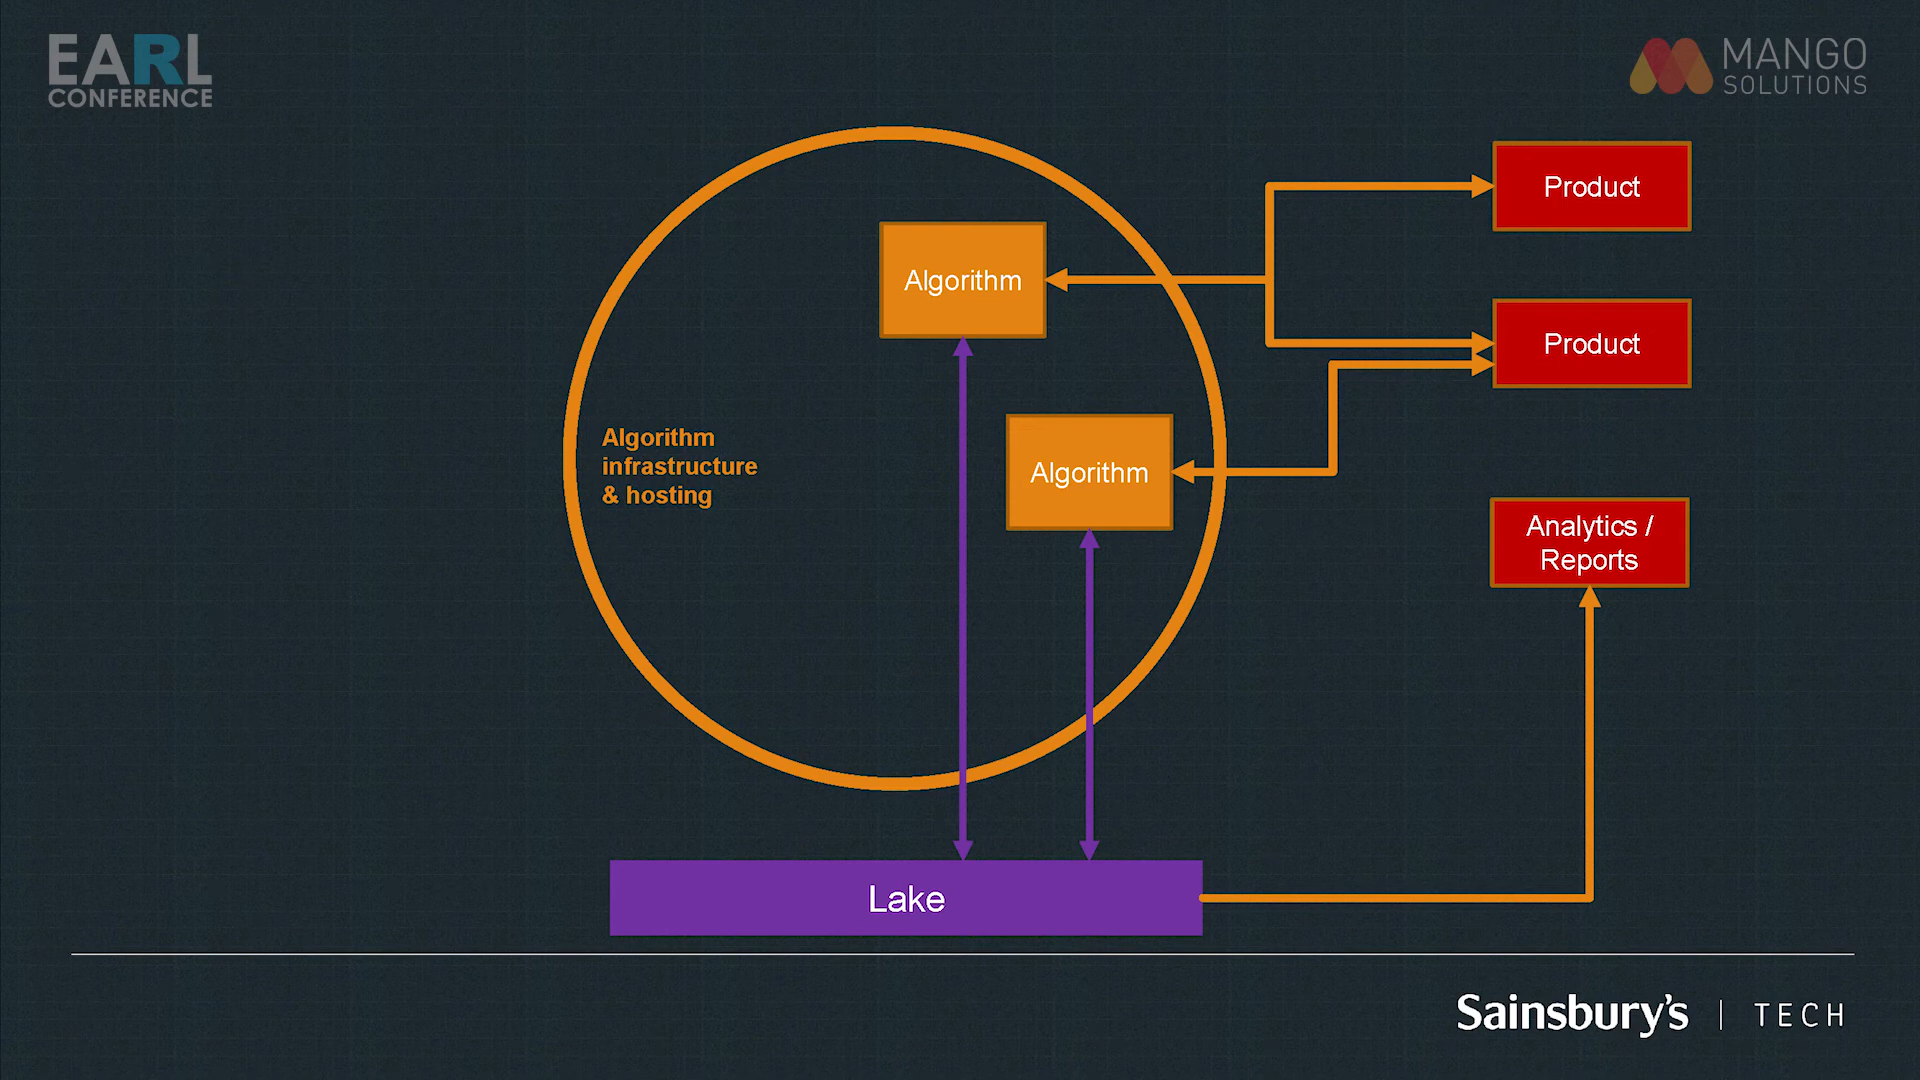 EARL
CONFERENCE
MANGO
SOLUTIONS
Product
Algorithm
Product
Algorithm
infrastructure
& hosting
Algorithm
Analytics /
Reports
Lake
Sainsbury's | TECH